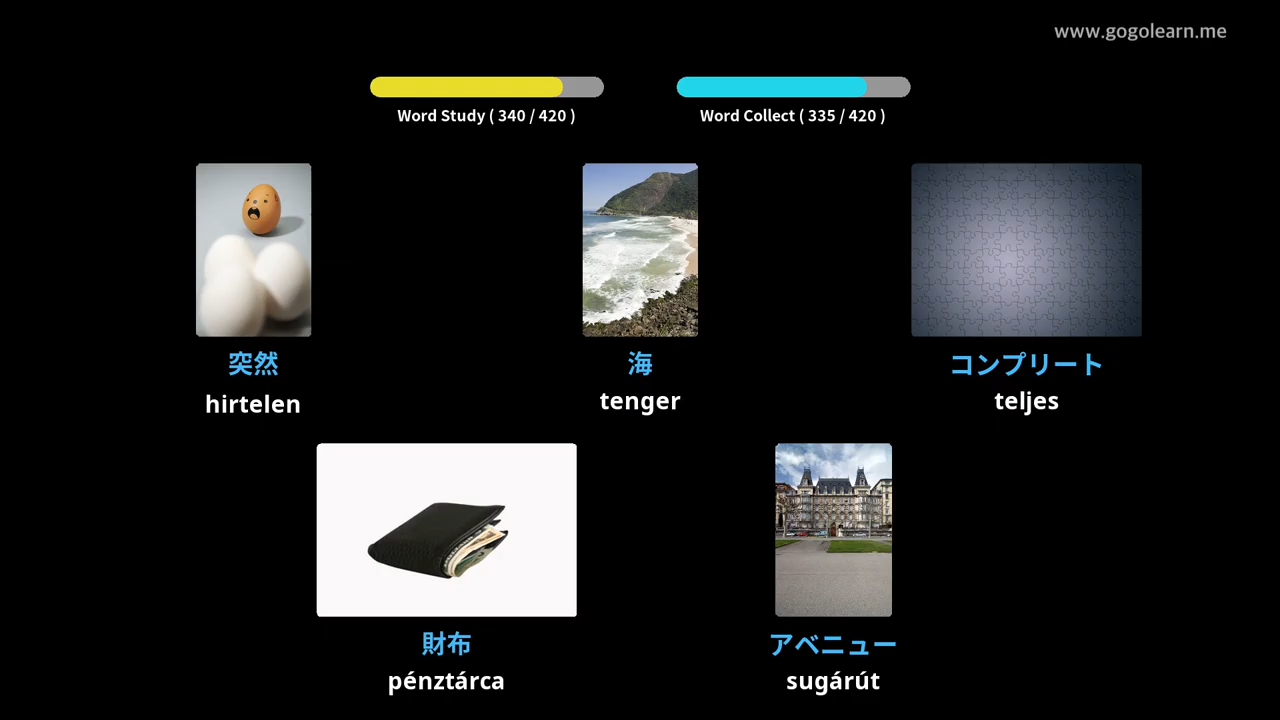 www.gogolearn.me
Word Study ( 340 / 420 )
Word Collect ( 335 / 420 )
突然
hirtelen
海
tenger
コンプリート
teljes
財布
pénztárca
アベニュー
sugárút